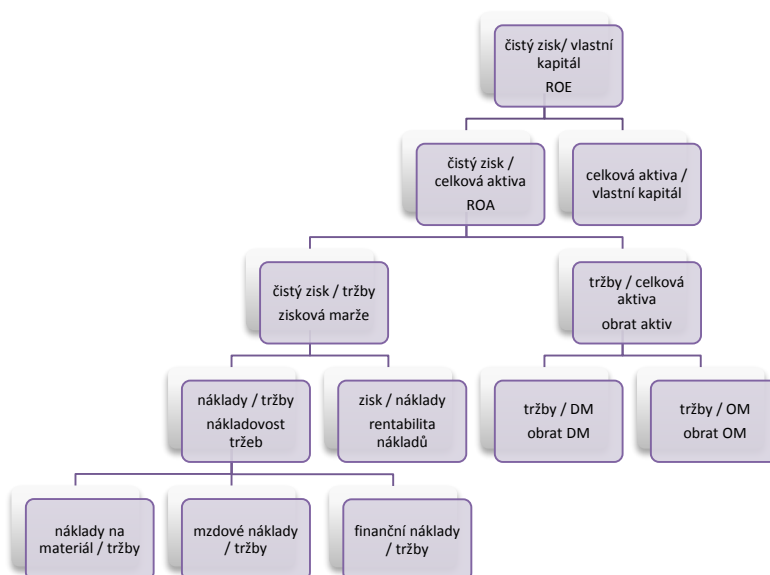 čistý zisk/ vlastní
kapitál
ROE
čistý zisk /
celková aktiva
ROA
celková aktiva /
vlastní kapitál
čistý zisk / tržby
zisková marže
tržby / celková
aktiva
obrat aktiv
náklady / tržby
nákladovost
tržeb
zisk / náklady
rentabilita
nákladů
tržby / DM
obrat DM
tržby / OM
obrat OM
náklady na
materiál / tržby
mzdové náklady
/ tržby
finanční náklady
/ tržby